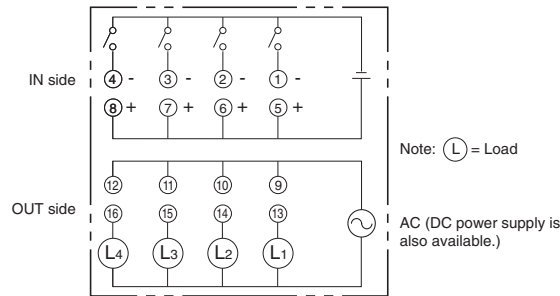 IN side
4 - 3 - 2 - 1 -
8 + 7 + 6 + 5 +
Note: L = Load
OUT side
12 11 10 9
16 15 14 13
L4 L3 L2 L1
AC (DC power supply is
also available.)